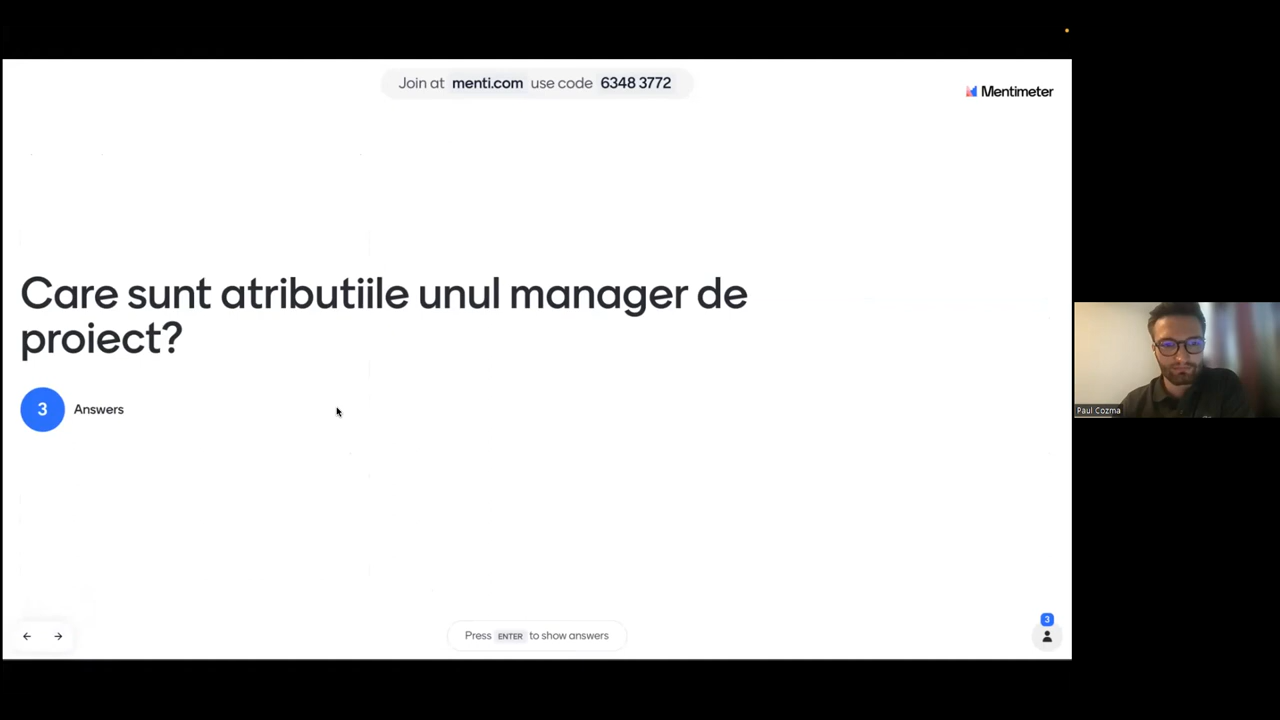 Join at menti.com use code 6348 3772
Mentimeter
Care sunt atributiile unul manager de
proiect?
3 Answers
Paul Cozma
Press ENTER to show answers
3